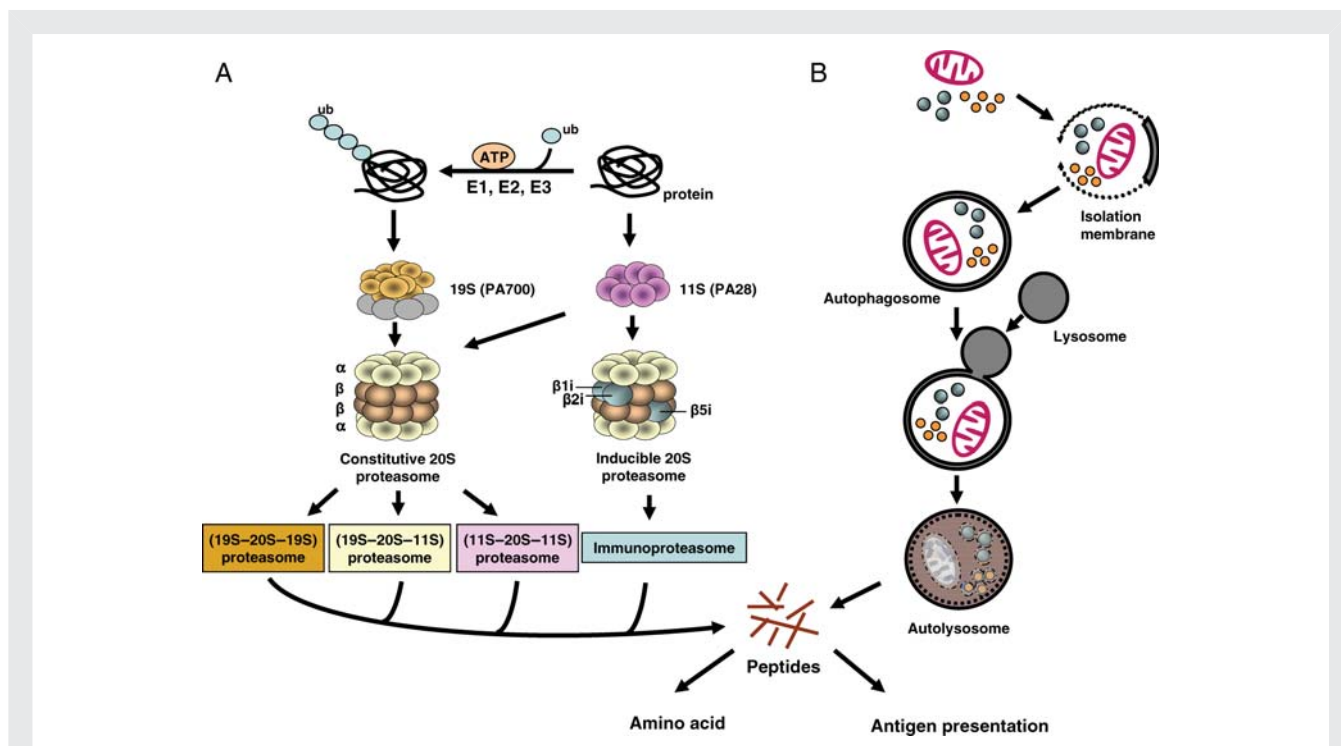 A
B
ub
ub
ATP
E1, E2, E3
protein
Isolation
membrane
19S (PA700)
11S (PA28)
Autophagosome
Lysosome
α
β
β
α
β1i
β2i
β5i
Constitutive 20S
proteasome
Inducible 20S
proteasome
(19S–20S–19S)
proteasome
(19S–20S–11S)
proteasome
(11S–20S–11S)
proteasome
Immunoproteasome
Autolysosome
Peptides
Amino acid
Antigen presentation